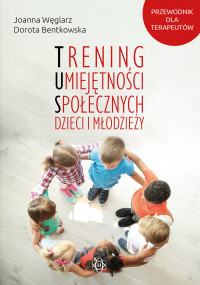 Joanna Węglarz
Dorota Bentkowska
PRZEWODNIK
DLA
TERAPEUTÓW
TRENING
UMIEJĘTNOŚCI
SPOŁECZNYCH
DZIECI I MŁODZIEŻY